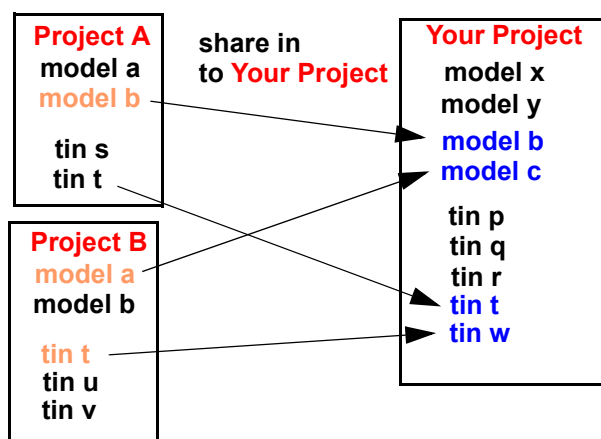 Project A
model a
model b
tin s
tin t
share in
to Your Project
Project B
model a
model b
tin t
tin u
tin v
Your Project
model x
model y
model b
model c
tin p
tin q
tin r
tin t
tin w